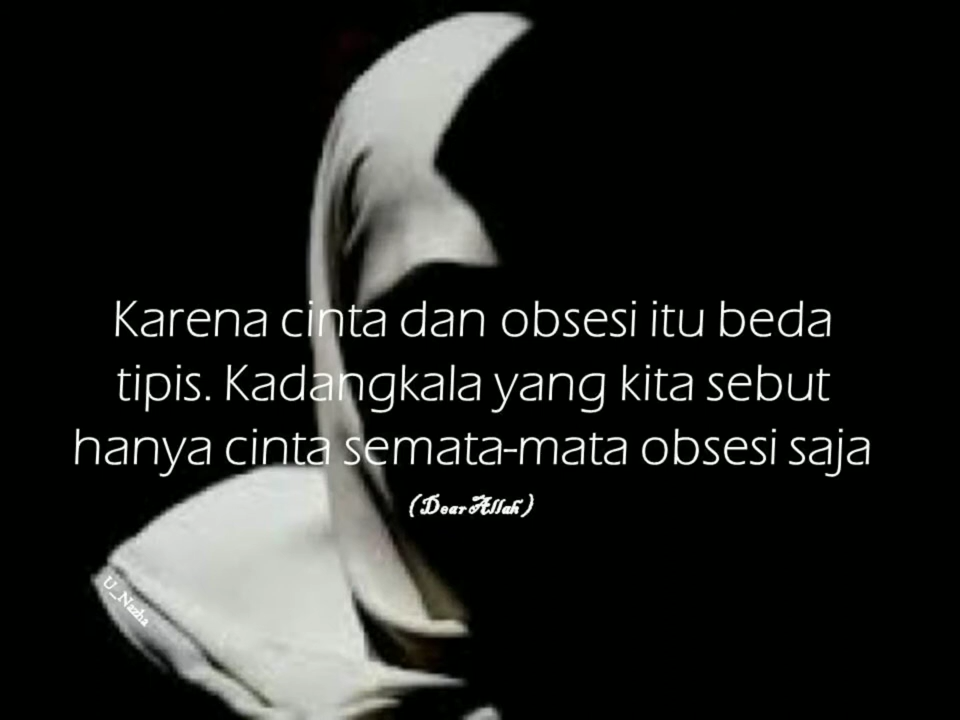 Karena cinta dan obsesi itu beda
tipis. Kadangkala yang kita sebut
hanya cinta semata-mata obsesi saja
(Dear Allah)
U_Nazha